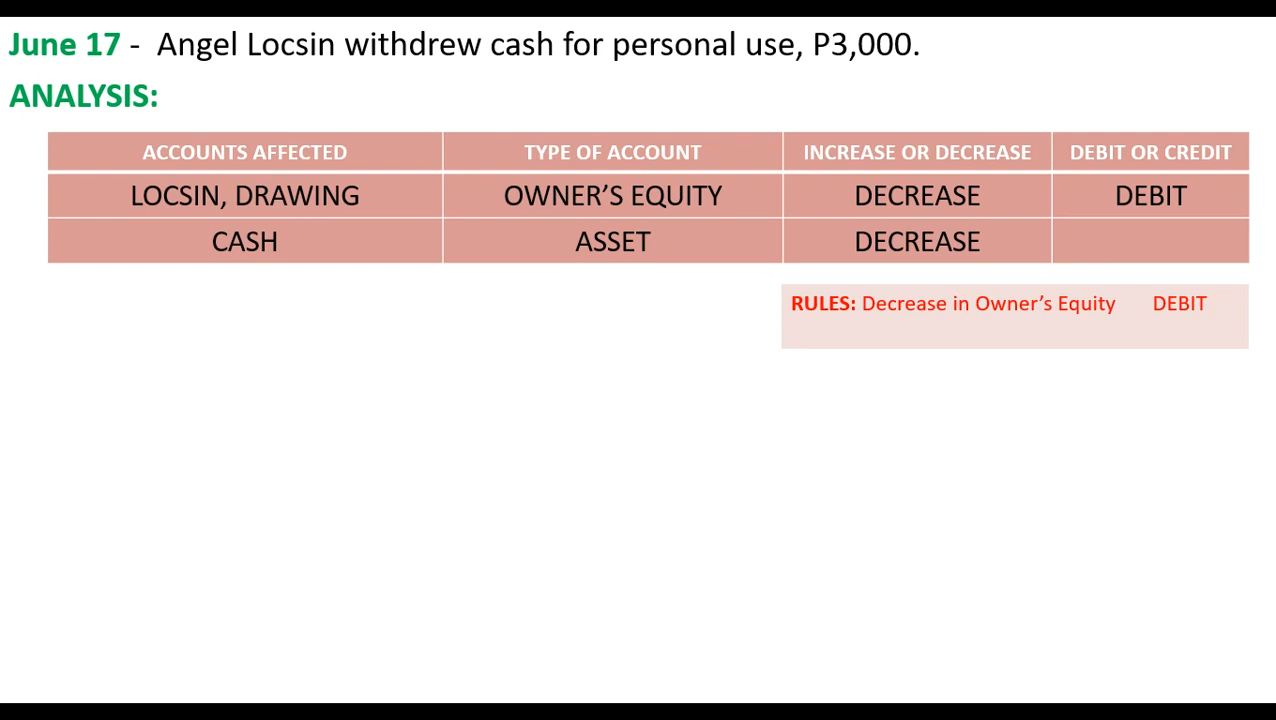 June 17 - Angel Locsin withdrew cash for personal use, P3,000.
ANALYSIS:
ACCOUNTS AFFECTED TYPE OF ACCOUNT INCREASE OR DECREASE DEBIT OR CREDIT
LOCSIN, DRAWING OWNER’S EQUITY DECREASE DEBIT
CASH ASSET DECREASE
RULES: Decrease in Owner’s Equity DEBIT